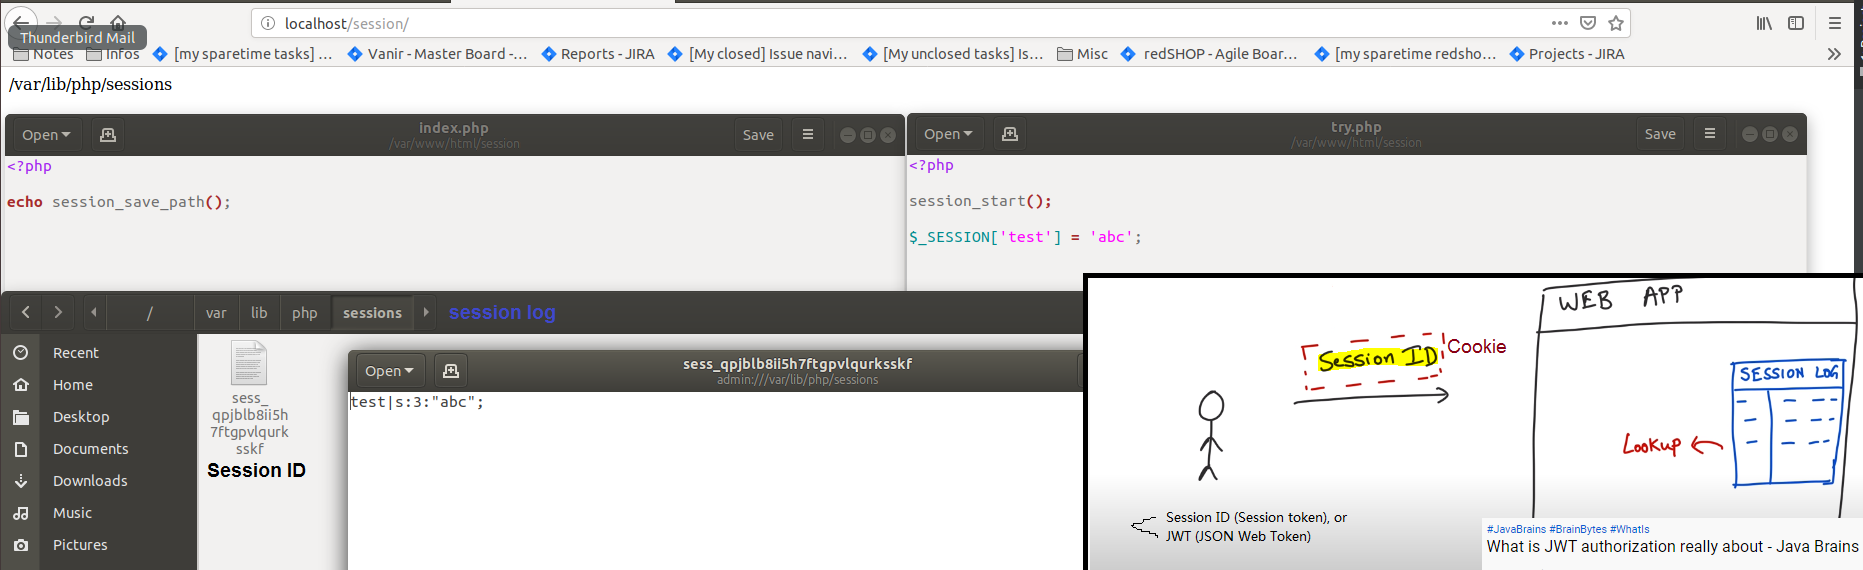 localhost/session/
Thunderbird Mail
Notes Infos [my sparetime tasks] ... Vanir - Master Board -... Reports - JIRA [My closed] Issue navi... [My unclosed tasks] Is... Misc redSHOP - Agile Boar... [my sparetime redsho... Projects - JIRA
/var/lib/php/sessions
Open index.php Save
/var/www/html/session
<?php
echo session_save_path();
Open try.php Save
/var/www/html/session
<?php
session_start();
$_SESSION['test'] = 'abc';
/ var lib php sessions session log
Recent
Home
Desktop
Documents
Downloads
Music
Pictures
sess_
qpjblb8ii5h
7ftgpvlqurk
sskf
Session ID
Open sess_qpjblb8ii5h7ftgpvlqurksskf
admin:///var/lib/php/sessions
test|s:3:"abc";
WEB APP
Session ID Cookie
SESSION LOG
Lookup
Session ID (Session token), or
JWT (JSON Web Token)
#JavaBrains #BrainBytes #WhatIs
What is JWT authorization really about - Java Brains